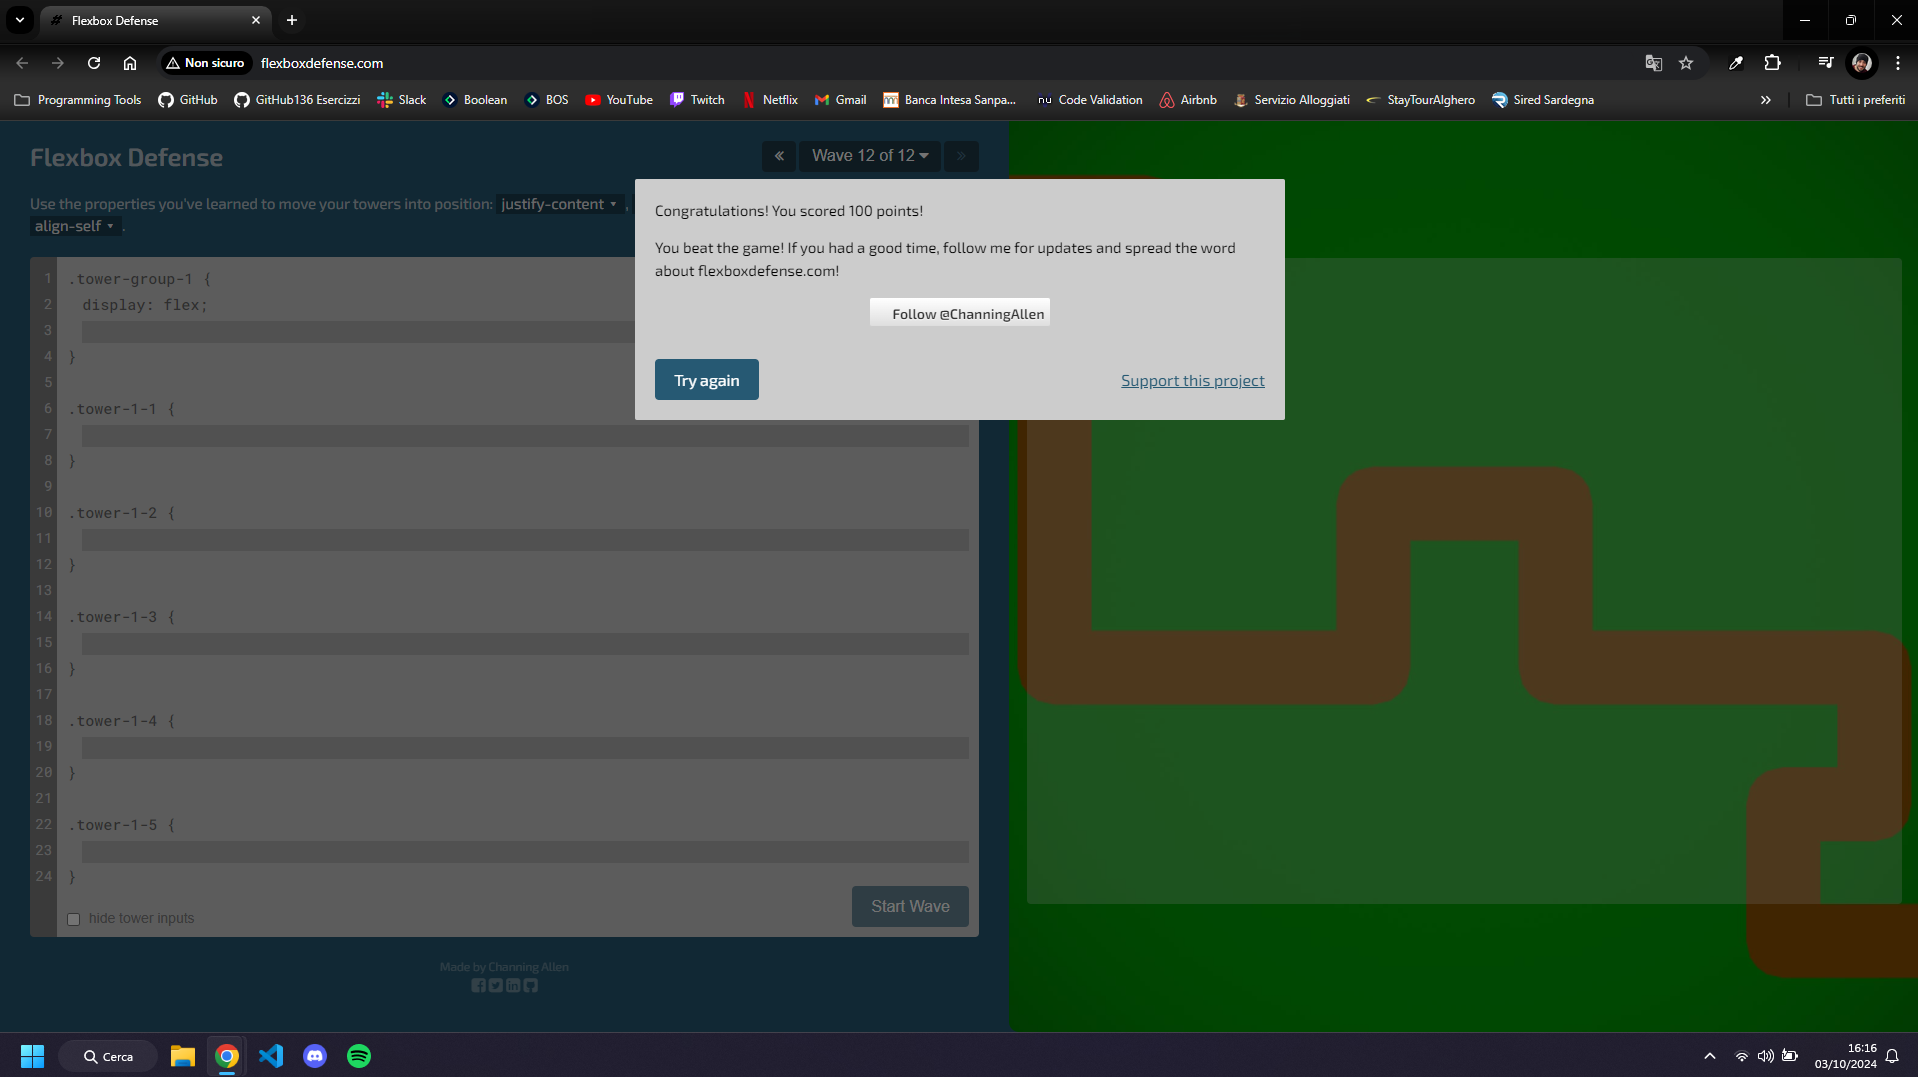 Flexbox Defense
Non sicuro
flexboxdefense.com
Programming Tools
GitHub
GitHub136 Esercizzi
Slack
Boolean
BOS
YouTube
Twitch
Netflix
Gmail
Banca Intesa Sanpa...
Code Validation
Airbnb
Servizio Alloggiati
StayTourAlghero
Sired Sardegna
Tutti i preferiti
Flexbox Defense
Wave 12 of 12
Use the properties you've learned to move your towers into position: justify-content ,
align-self .
Congratulations! You scored 100 points!
You beat the game! If you had a good time, follow me for updates and spread the word
about flexboxdefense.com!
Follow @ChanningAllen
Try again
Support this project
1 .tower-group-1 {
2 display: flex;
3
4 }
5
6 .tower-1-1 {
7
8 }
9
10 .tower-1-2 {
11
12 }
13
14 .tower-1-3 {
15
16 }
17
18 .tower-1-4 {
19
20 }
21
22 .tower-1-5 {
23
24 }
hide tower inputs
Start Wave
Made by Channing Allen
Cerca
16:16
03/10/2024